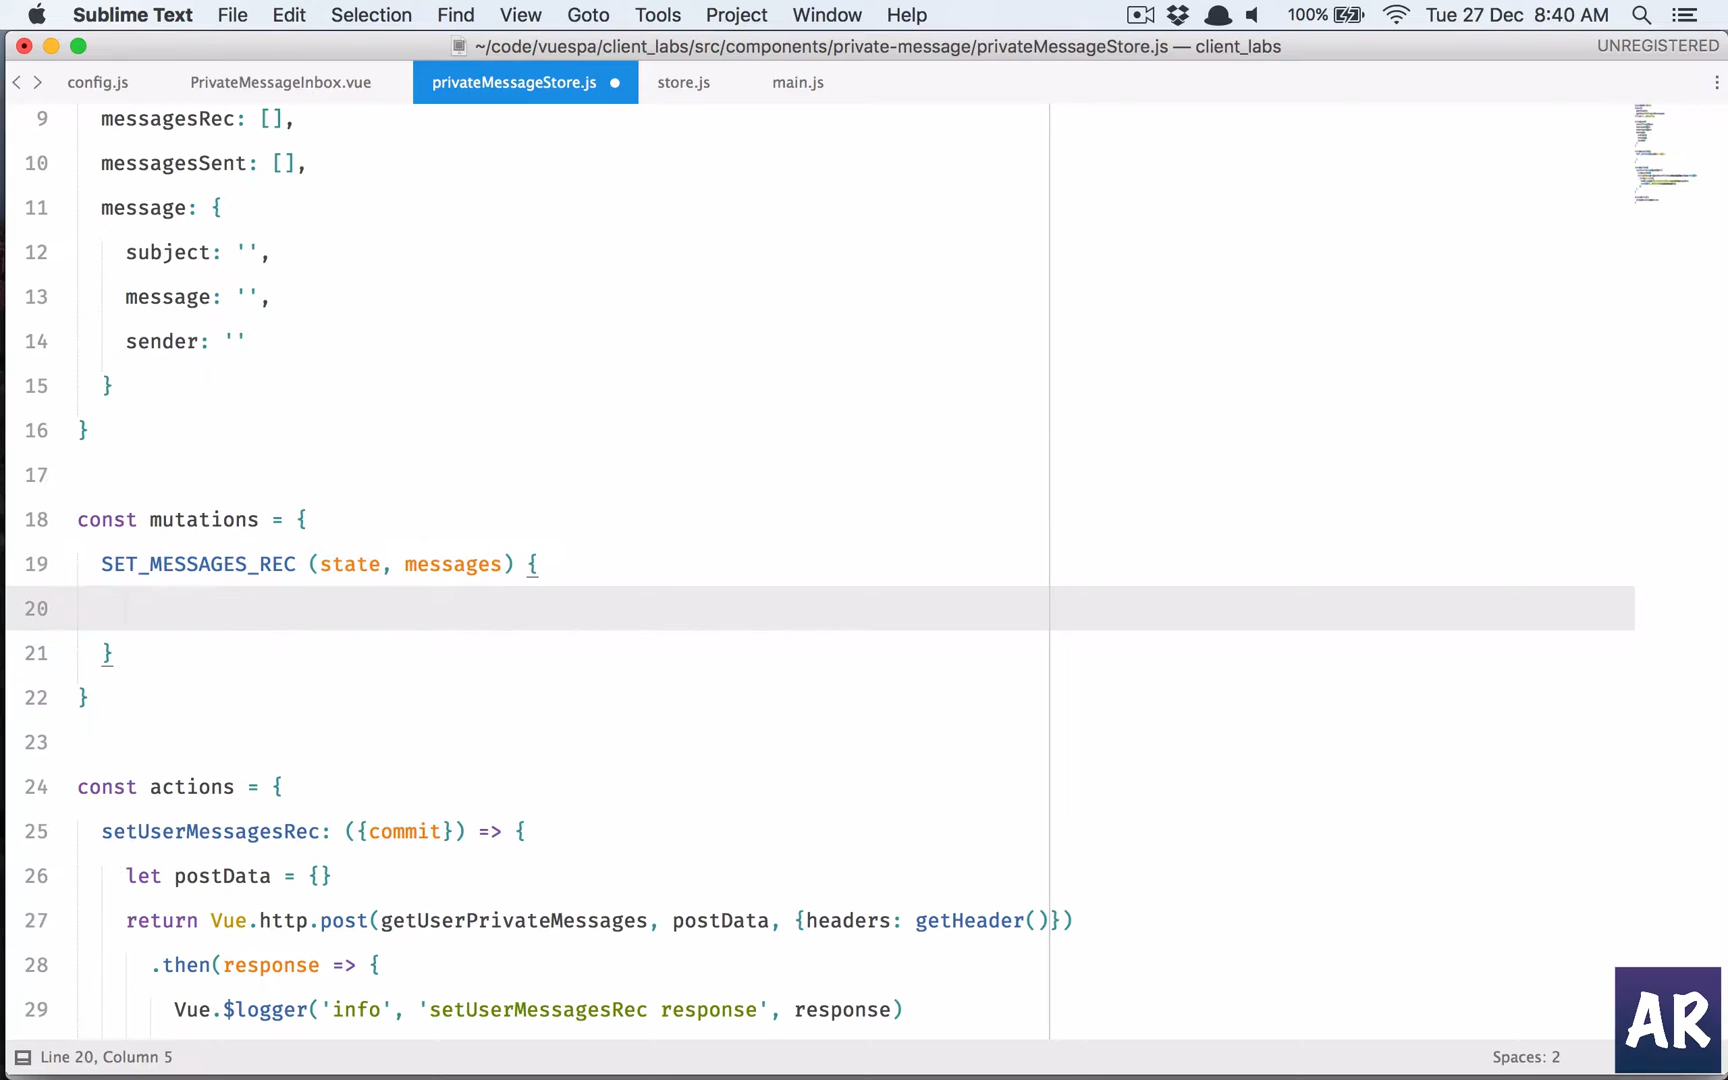 Sublime Text File Edit Selection Find View Goto Tools Project Window Help 100% Tue 27 Dec 8:40 AM
~/code/vuespa/client_labs/src/components/private-message/privateMessageStore.js — client_labs UNREGISTERED
config.js PrivateMessageInbox.vue privateMessageStore.js store.js main.js
9 messagesRec: [],
10 messagesSent: [],
11 message: {
12 subject: '',
13 message: '',
14 sender: ''
15 }
16 }
17
18 const mutations = {
19 SET_MESSAGES_REC (state, messages) {
20
21 }
22 }
23
24 const actions = {
25 setUserMessagesRec: ({commit}) => {
26 let postData = {}
27 return Vue.http.post(getUserPrivateMessages, postData, {headers: getHeader()})
28 .then(response => {
29 Vue.$logger('info', 'setUserMessagesRec response', response)
Line 20, Column 5 Spaces: 2
AR